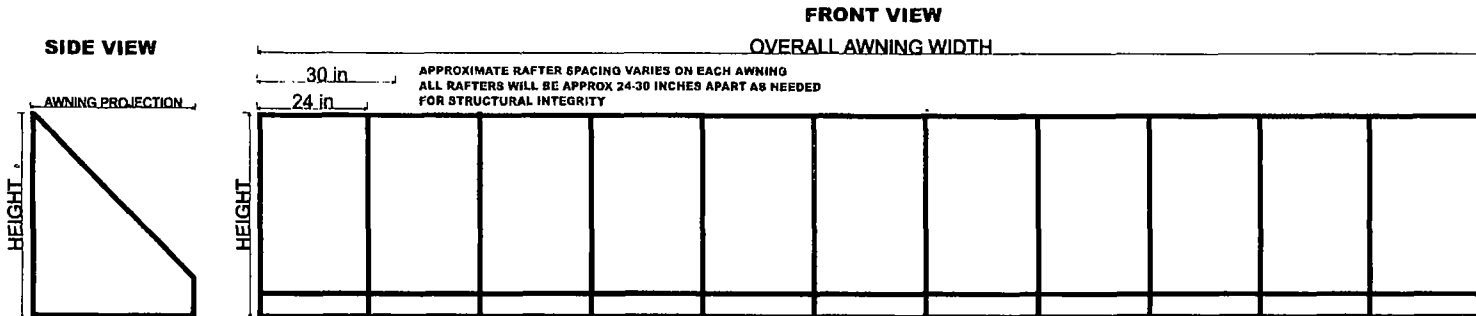 FRONT VIEW
SIDE VIEW
OVERALL AWNING WIDTH
30 in
APPROXIMATE RAFTER SPACING VARIES ON EACH AWNING
ALL RAFTERS WILL BE APPROX 24-30 INCHES APART AS NEEDED
FOR STRUCTURAL INTEGRITY
AWNING PROJECTION
24 in
HEIGHT
HEIGHT